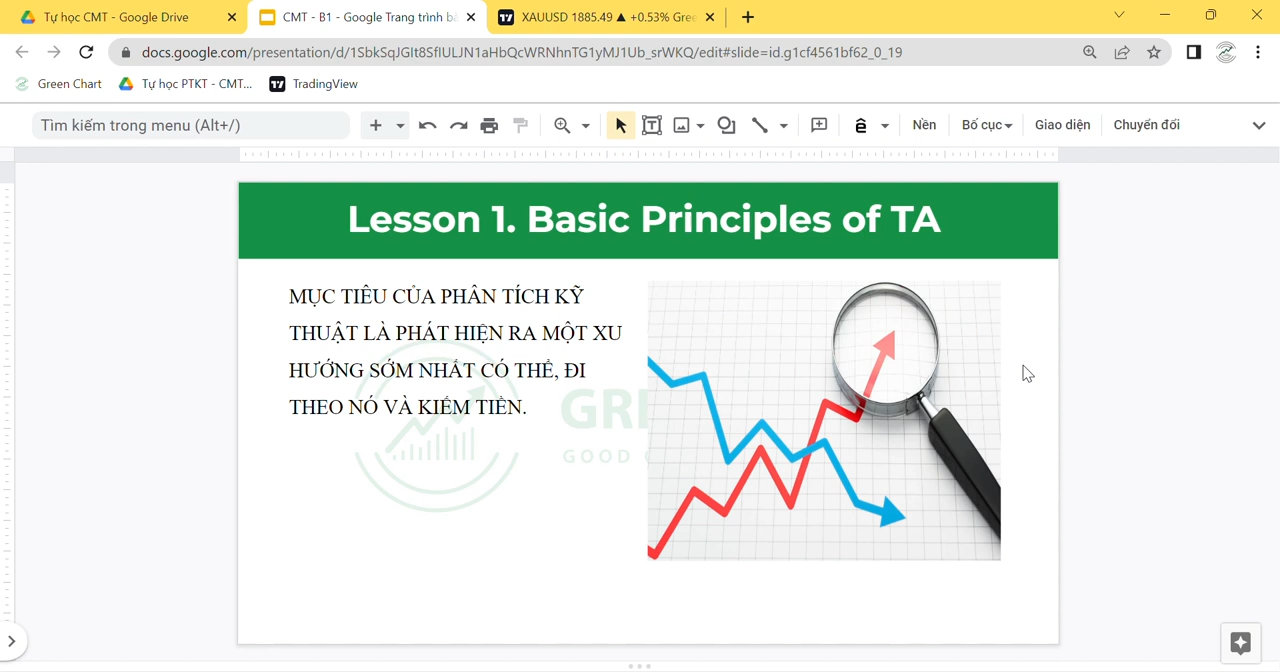 Tự học CMT - Google Drive
CMT - B1 - Google Trang trình bà
XAUUSD 1885.49 ▲ +0.53% Gree
docs.google.com/presentation/d/1SbkSqJGlt8SflULJN1aHbQcWRNhnTG1yMJ1Ub_srWKQ/edit#slide=id.g1cf4561bf62_0_19
Green Chart
Tự học PTKT - CMT...
TradingView
Tìm kiếm trong menu (Alt+/)
Nền
Bố cục
Giao diện
Chuyển đổi
Lesson 1. Basic Principles of TA
MỤC TIÊU CỦA PHÂN TÍCH KỸ
THUẬT LÀ PHÁT HIỆN RA MỘT XU
HƯỚNG SỚM NHẤT CÓ THỂ, ĐI
THEO NÓ VÀ KIẾM TIỀN.
GRE
GOOD